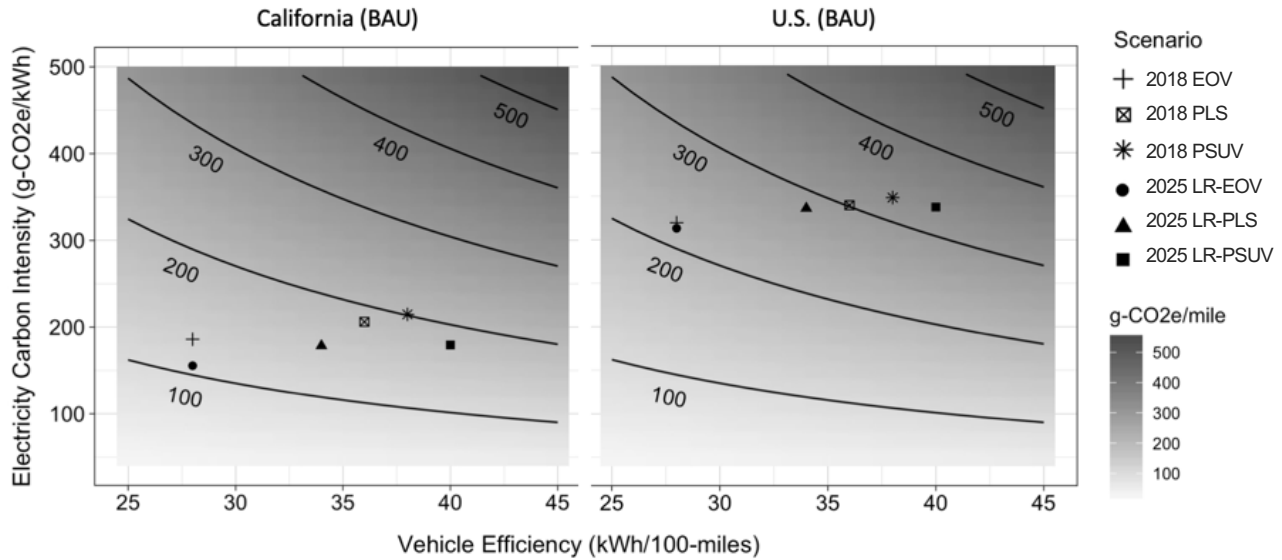 California (BAU)
U.S. (BAU)
Electricity Carbon Intensity (g-CO2e/kWh)
500
400
300
200
100
500
400
300
200
100
500
400
300
200
100
25
30
35
40
45
25
30
35
40
45
Vehicle Efficiency (kWh/100-miles)
Scenario
2018 EOV
2018 PLS
2018 PSUV
2025 LR-EOV
2025 LR-PLS
2025 LR-PSUV
g-CO2e/mile
500
400
300
200
100